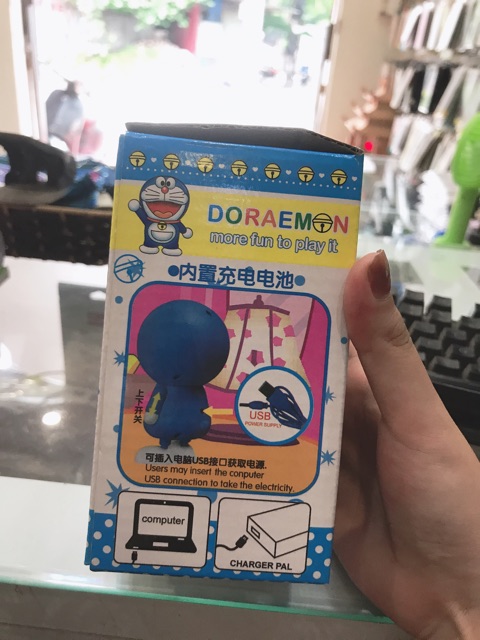 DORAEMON
more fun to play it
内置充电电池
上下开关
USB
POWER SUPPLY
可插入电脑USB接口获取电源.
Users may insert the conputer
USB connection to take the electricity.
computer
CHARGER PAL